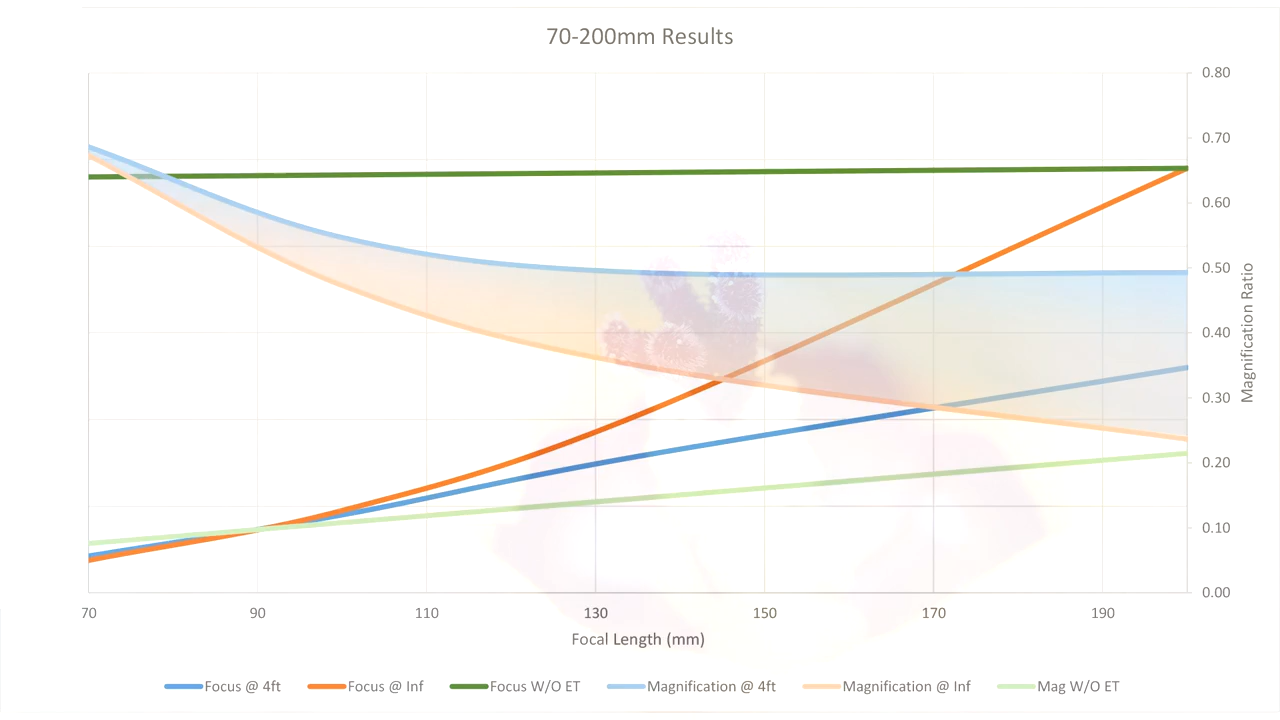 70-200mm Results
0.80
0.70
0.60
0.50
0.40
0.30
0.20
0.10
0.00
Magnification Ratio
70 90 110 130 150 170 190
Focal Length (mm)
Focus @ 4ft Focus @ Inf Focus W/O ET Magnification @ 4ft Magnification @ Inf Mag W/O ET